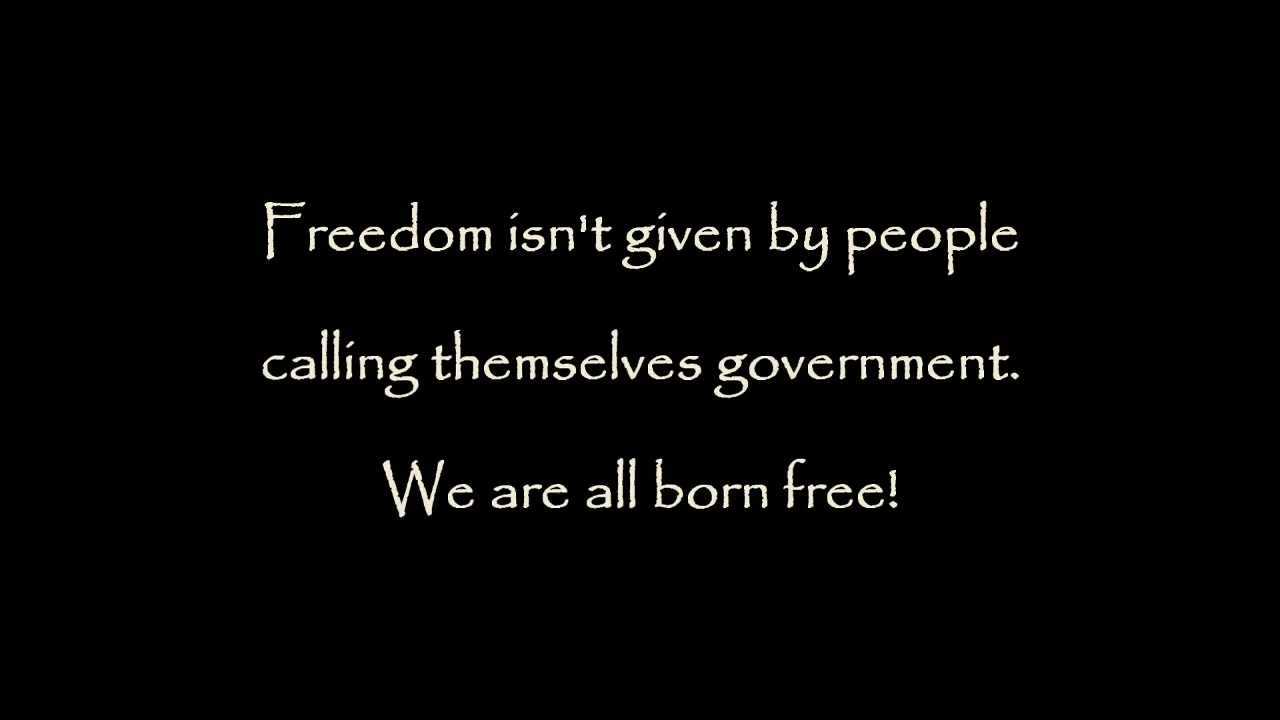 Freedom isn't given by people
calling themselves government.
We are all born free!